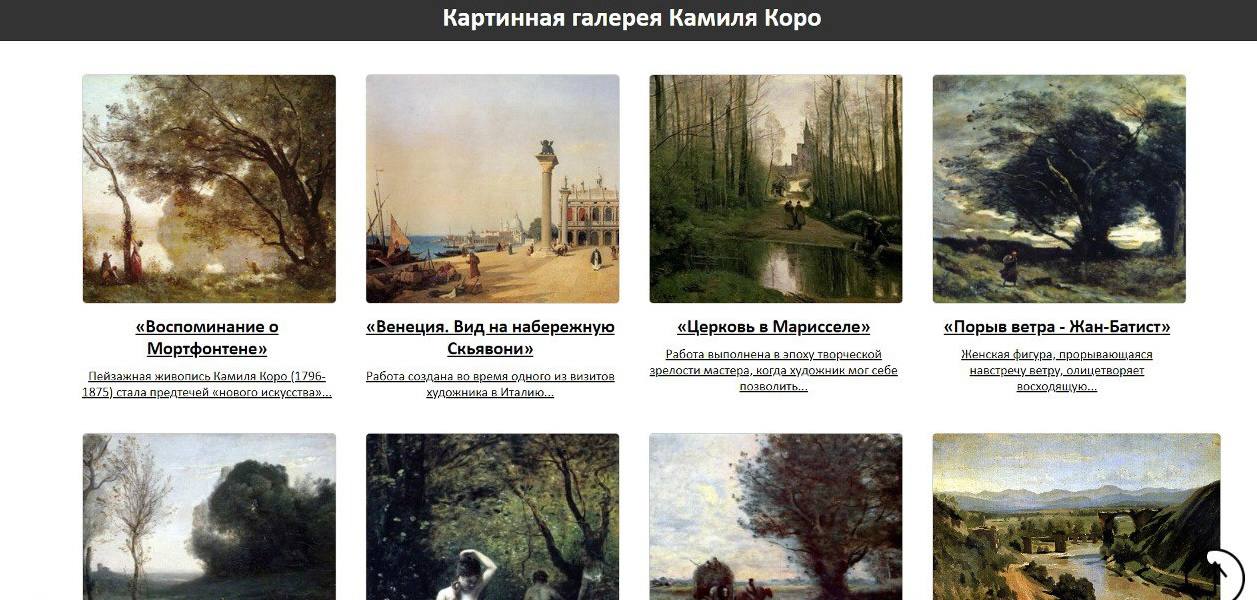 Картинная галерея Камиля Коро
«Воспоминание о
Мортфонтене»
Пейзажная живопись Камиля Коро (1796-
1875) стала предтечей «нового искусства»...
«Венеция. Вид на набережную
Скьявони»
Работа создана во время одного из визитов
художника в Италию...
«Церковь в Марисселе»
Работа выполнена в эпоху творческой
зрелости мастера, когда художник мог себе
позволить...
«Порыв ветра - Жан-Батист»
Женская фигура, прорывающаяся
навстречу ветру, олицетворяет
восходящую...